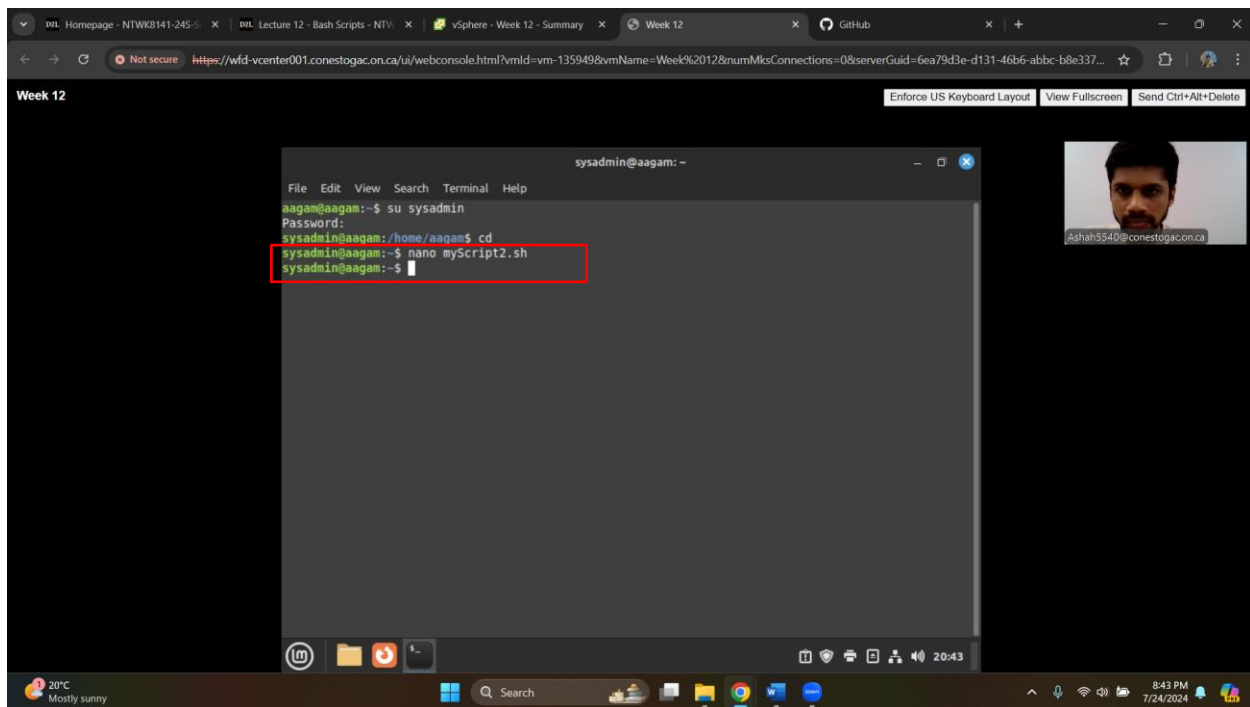 Homepage - NTWK8141-24S-S
Lecture 12 - Bash Scripts - NTW
vSphere - Week 12 - Summary
Week 12
GitHub
Not secure
https://wfd-vcenter001.conestogac.on.ca/ui/webconsole.html?vmId=vm-135949&vmName=Week%2012&numMksConnections=0&serverGuid=6ea79d3e-d131-46b6-abbc-b8e337...
Week 12
Enforce US Keyboard Layout
View Fullscreen
Send Ctrl+Alt+Delete
sysadmin@aagam: ~
File Edit View Search Terminal Help
aagam@aagam:~$ su sysadmin
Password:
sysadmin@aagam:/home/aagam$ cd
sysadmin@aagam:~$ nano myScript2.sh
sysadmin@aagam:~$
Ashah5540@conestogac.on.ca
20:43
1
20°C
Mostly sunny
Search
8:43 PM
7/24/2024